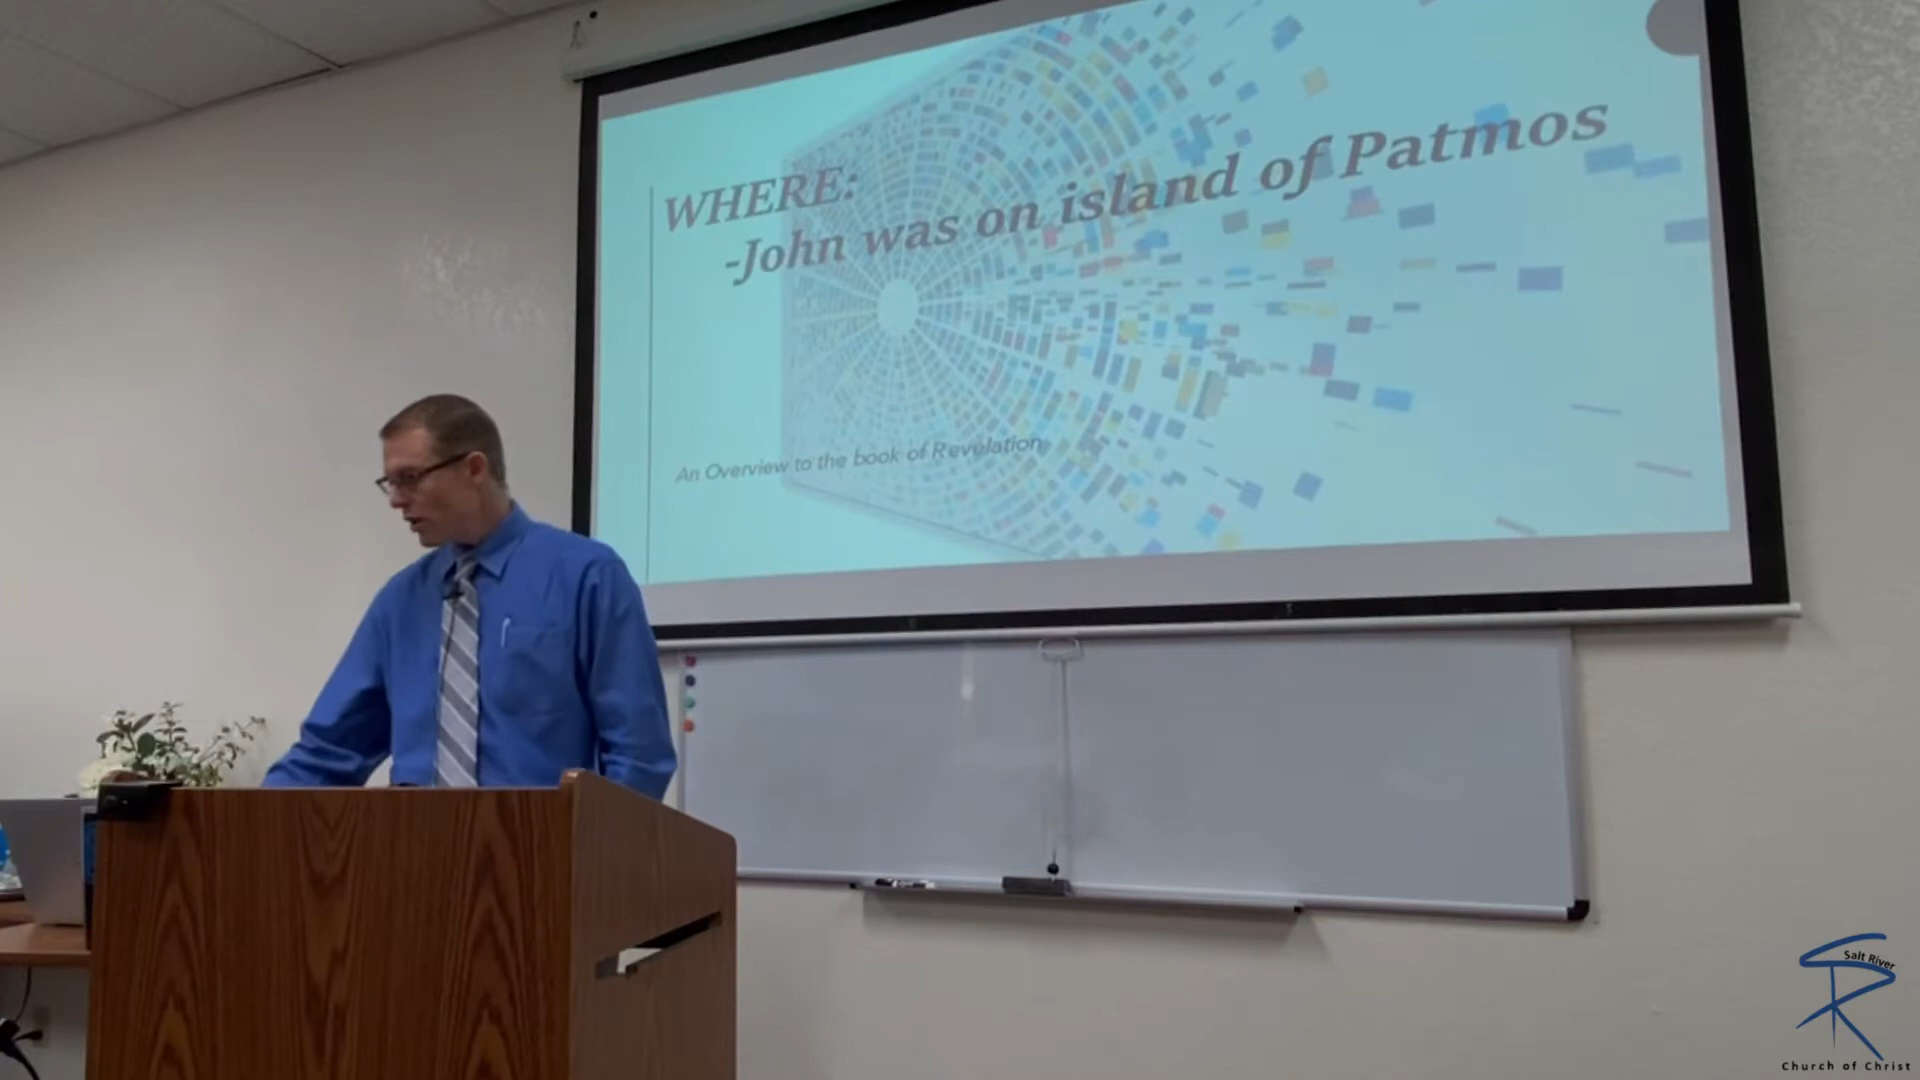 WHERE:
-John was on island of Patmos
An Overview to the book of Revelation
Salt River
Church of Christ